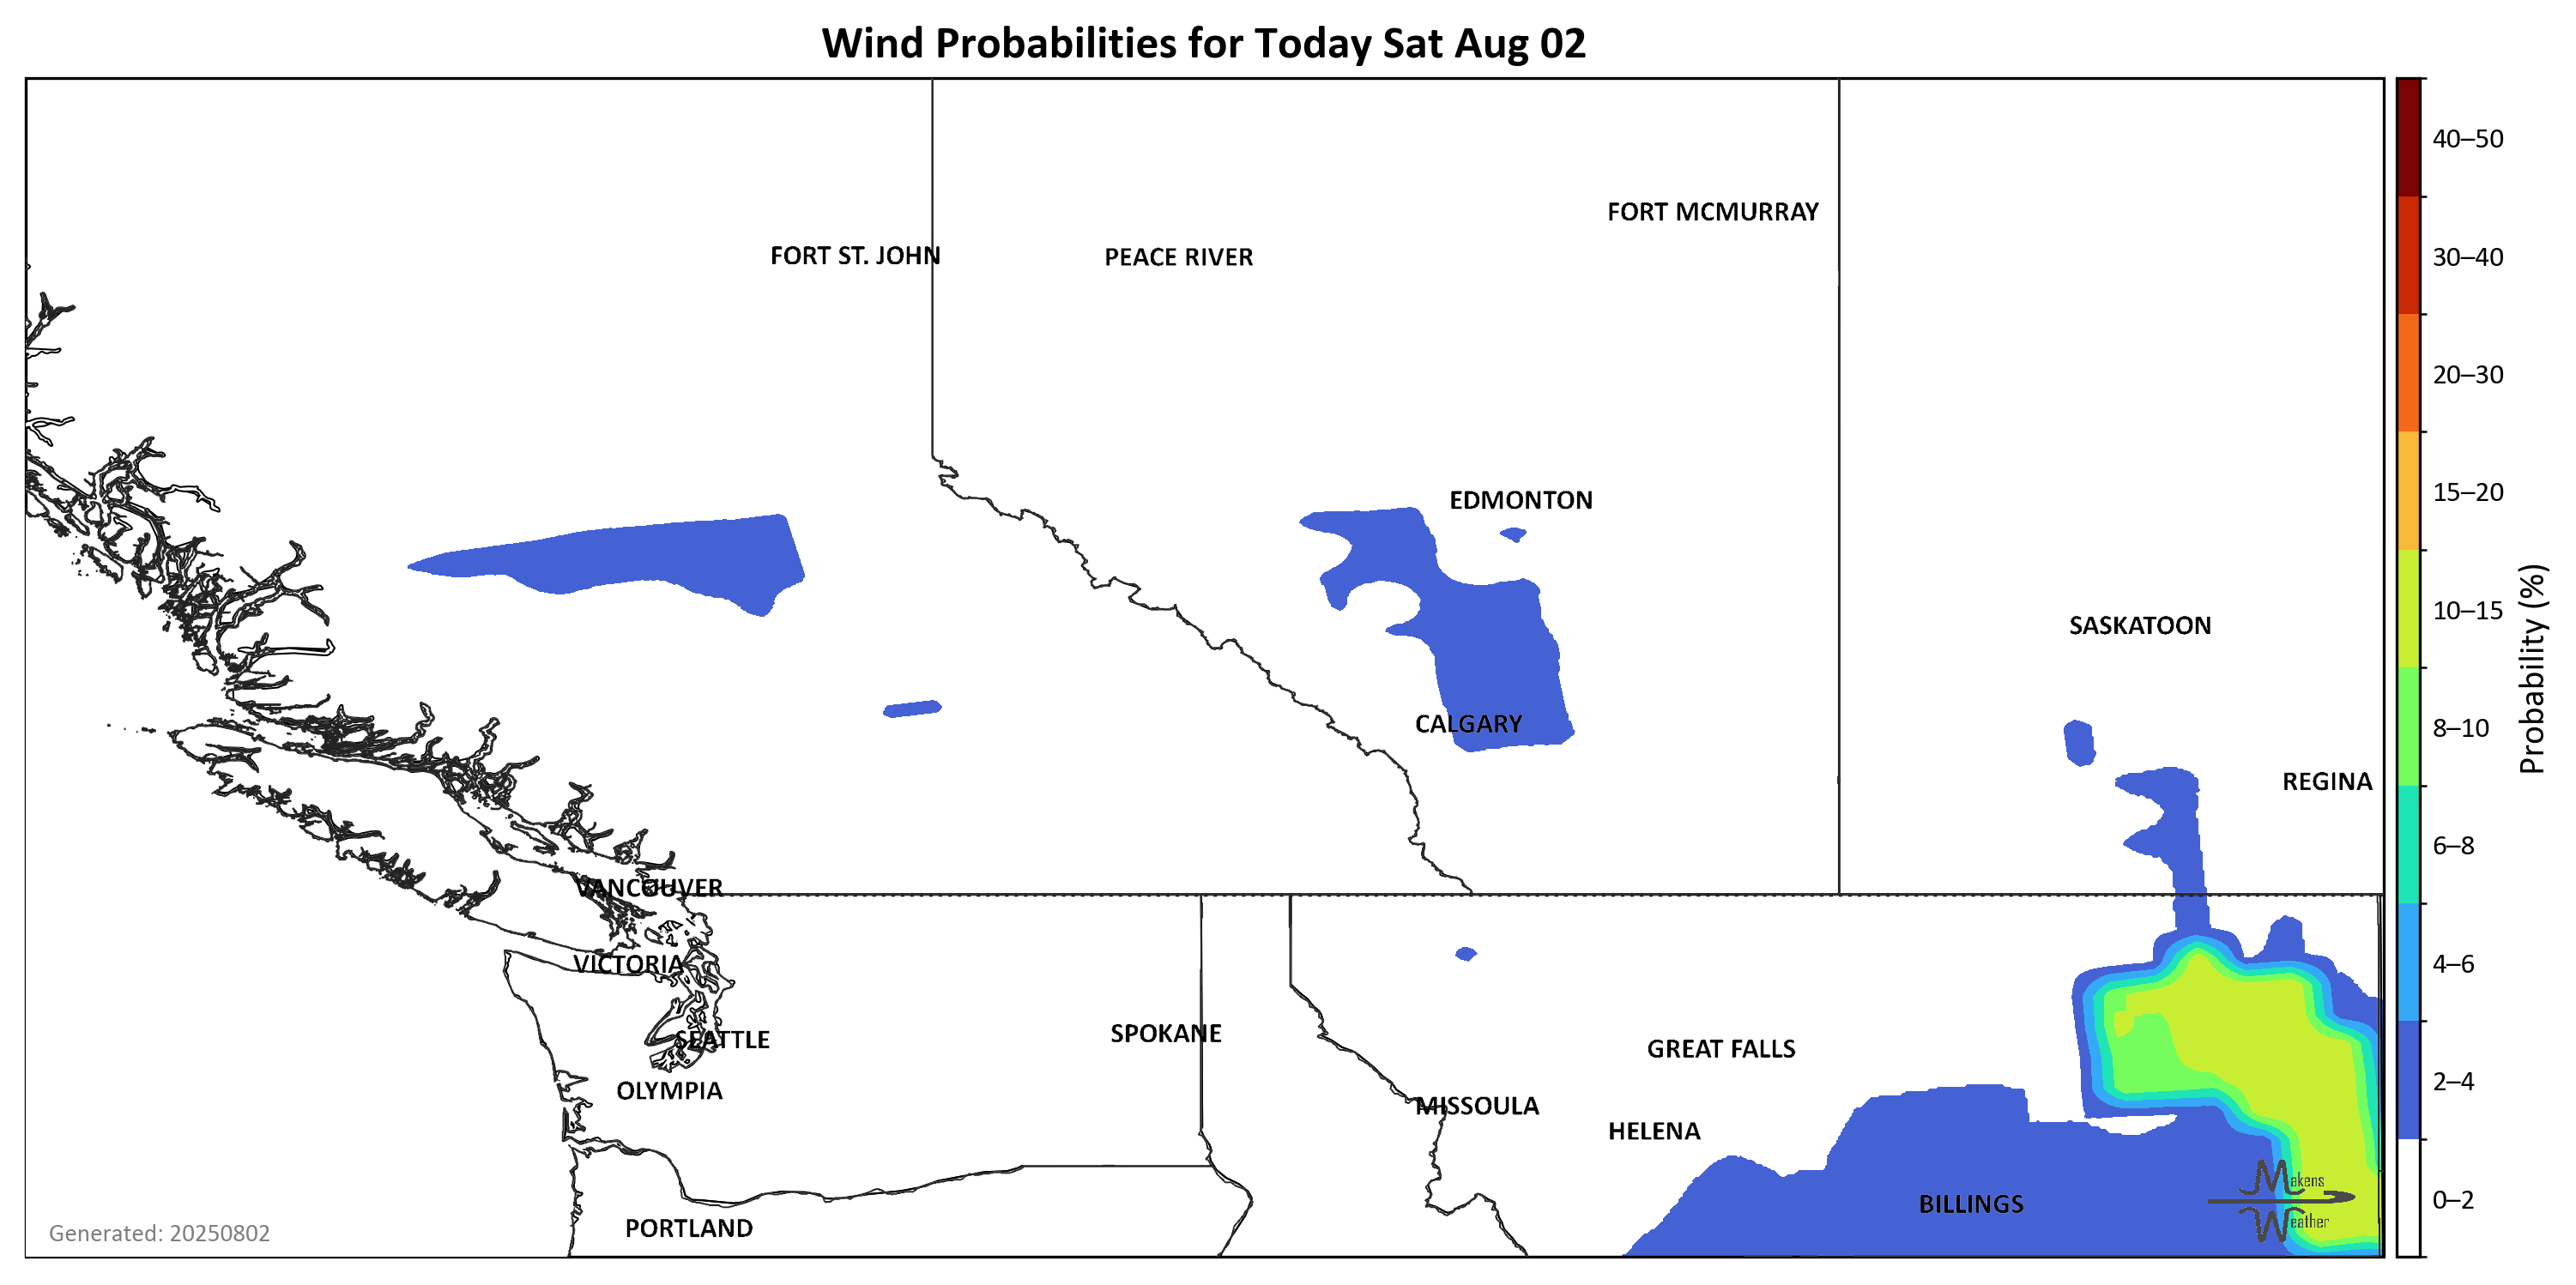 Wind Probabilities for Today Sat Aug 02
FORT MCMURRAY
FORT ST. JOHN
PEACE RIVER
EDMONTON
SASKATOON
CALGARY
REGINA
VANCOUVER
VICTORIA
SEATTLE
SPOKANE
GREAT FALLS
OLYMPIA
MISSOULA
HELENA
BILLINGS
PORTLAND
Makens
Weather
Generated: 20250802
40–50
30–40
20–30
15–20
10–15
8–10
6–8
4–6
2–4
0–2
Probability (%)